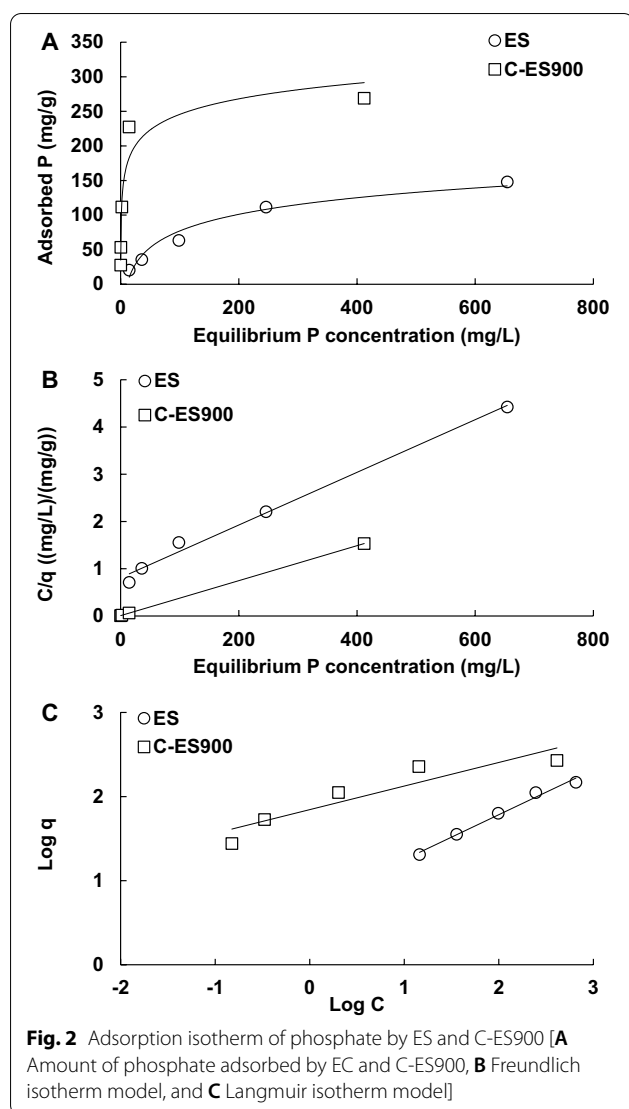 A
ES
C-ES900
Adsorbed P (mg/g)
350
300
250
200
150
100
50
0
0 200 400 600 800
Equilibrium P concentration (mg/L)
B
ES
C-ES900
C/q ((mg/L)/(mg/g))
5
4
3
2
1
0
0 200 400 600 800
Equilibrium P concentration (mg/L)
C
ES
C-ES900
Log q
3
2
1
0
-2 -1 0 1 2 3
Log C
Fig. 2 Adsorption isotherm of phosphate by ES and C-ES900 [A
Amount of phosphate adsorbed by EC and C-ES900, B Freundlich
isotherm model, and C Langmuir isotherm model]